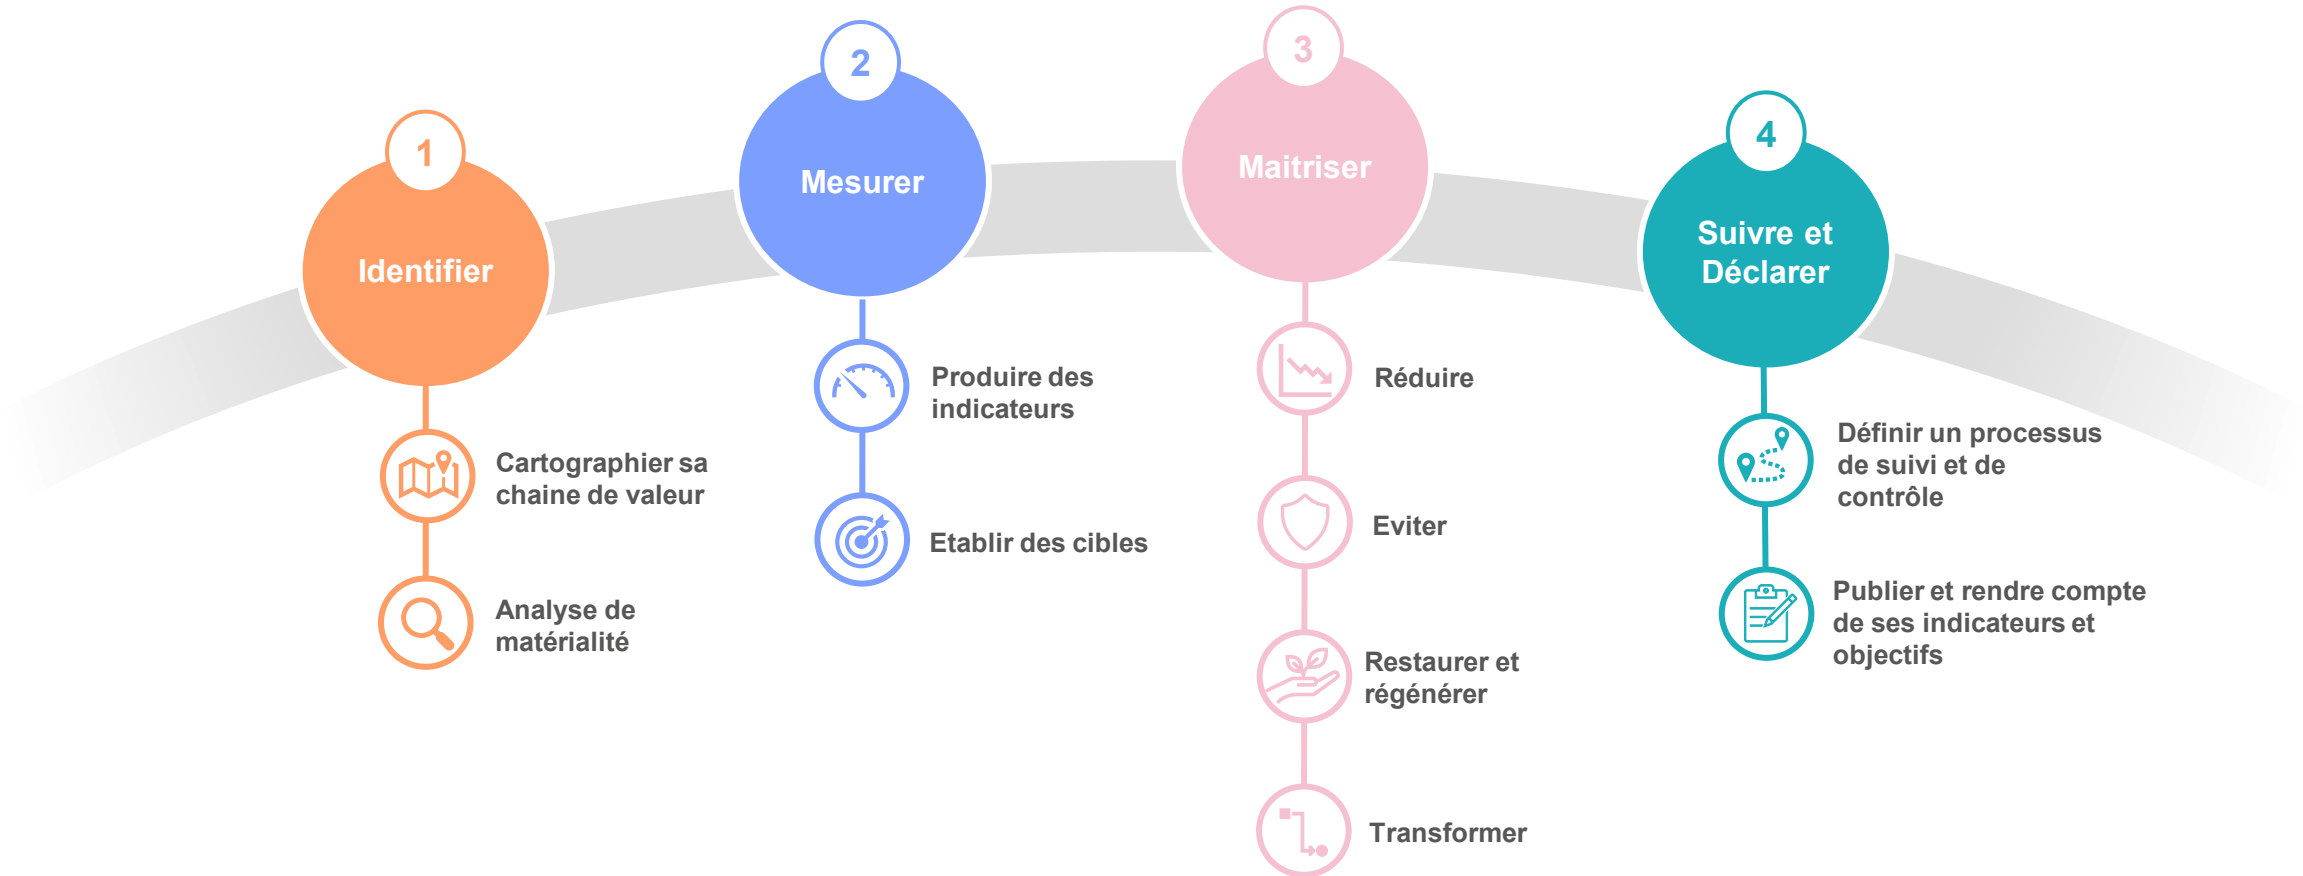 1
Identifier
Cartographier sa
chaine de valeur
Analyse de
matérialité
2
Mesurer
Produire des
indicateurs
Etablir des cibles
3
Maitriser
Réduire
Eviter
Restaurer et
régénérer
Transformer
4
Suivre et
Déclarer
Définir un processus
de suivi et de
contrôle
Publier et rendre compte
de ses indicateurs et
objectifs